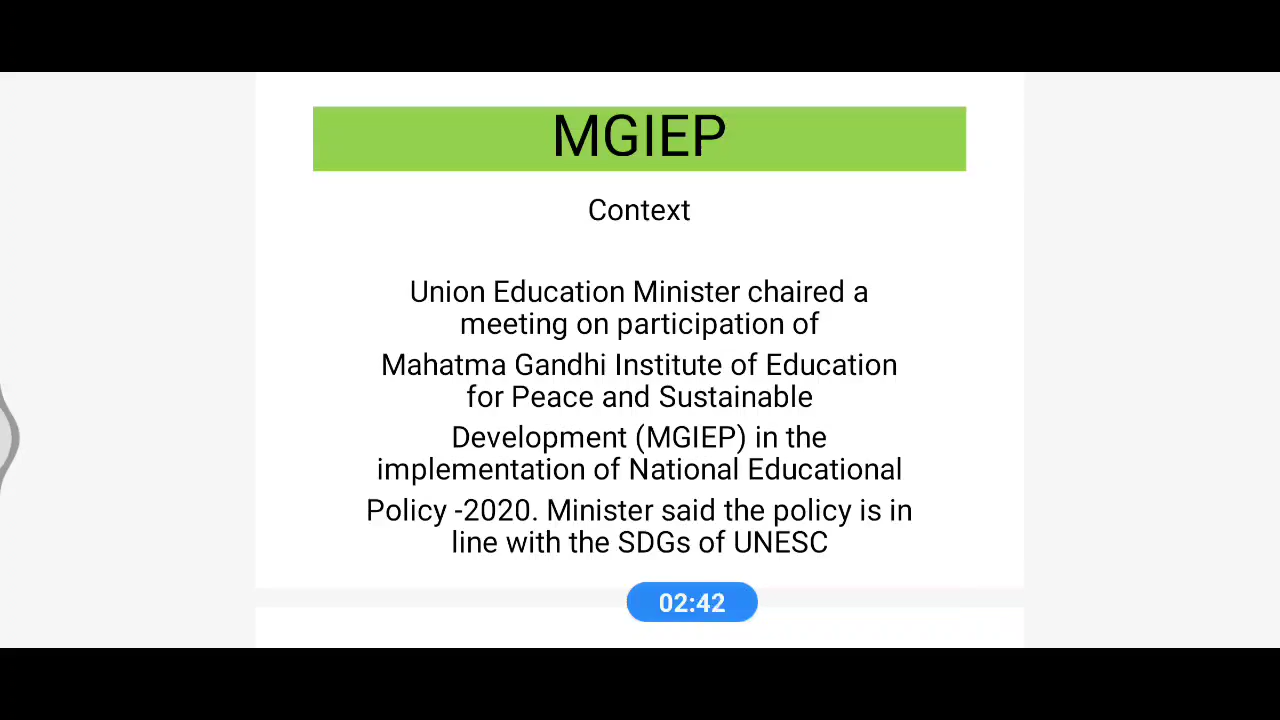 MGIEP
Context
Union Education Minister chaired a
meeting on participation of
Mahatma Gandhi Institute of Education
for Peace and Sustainable
Development (MGIEP) in the
implementation of National Educational
Policy -2020. Minister said the policy is in
line with the SDGs of UNESC
02:42